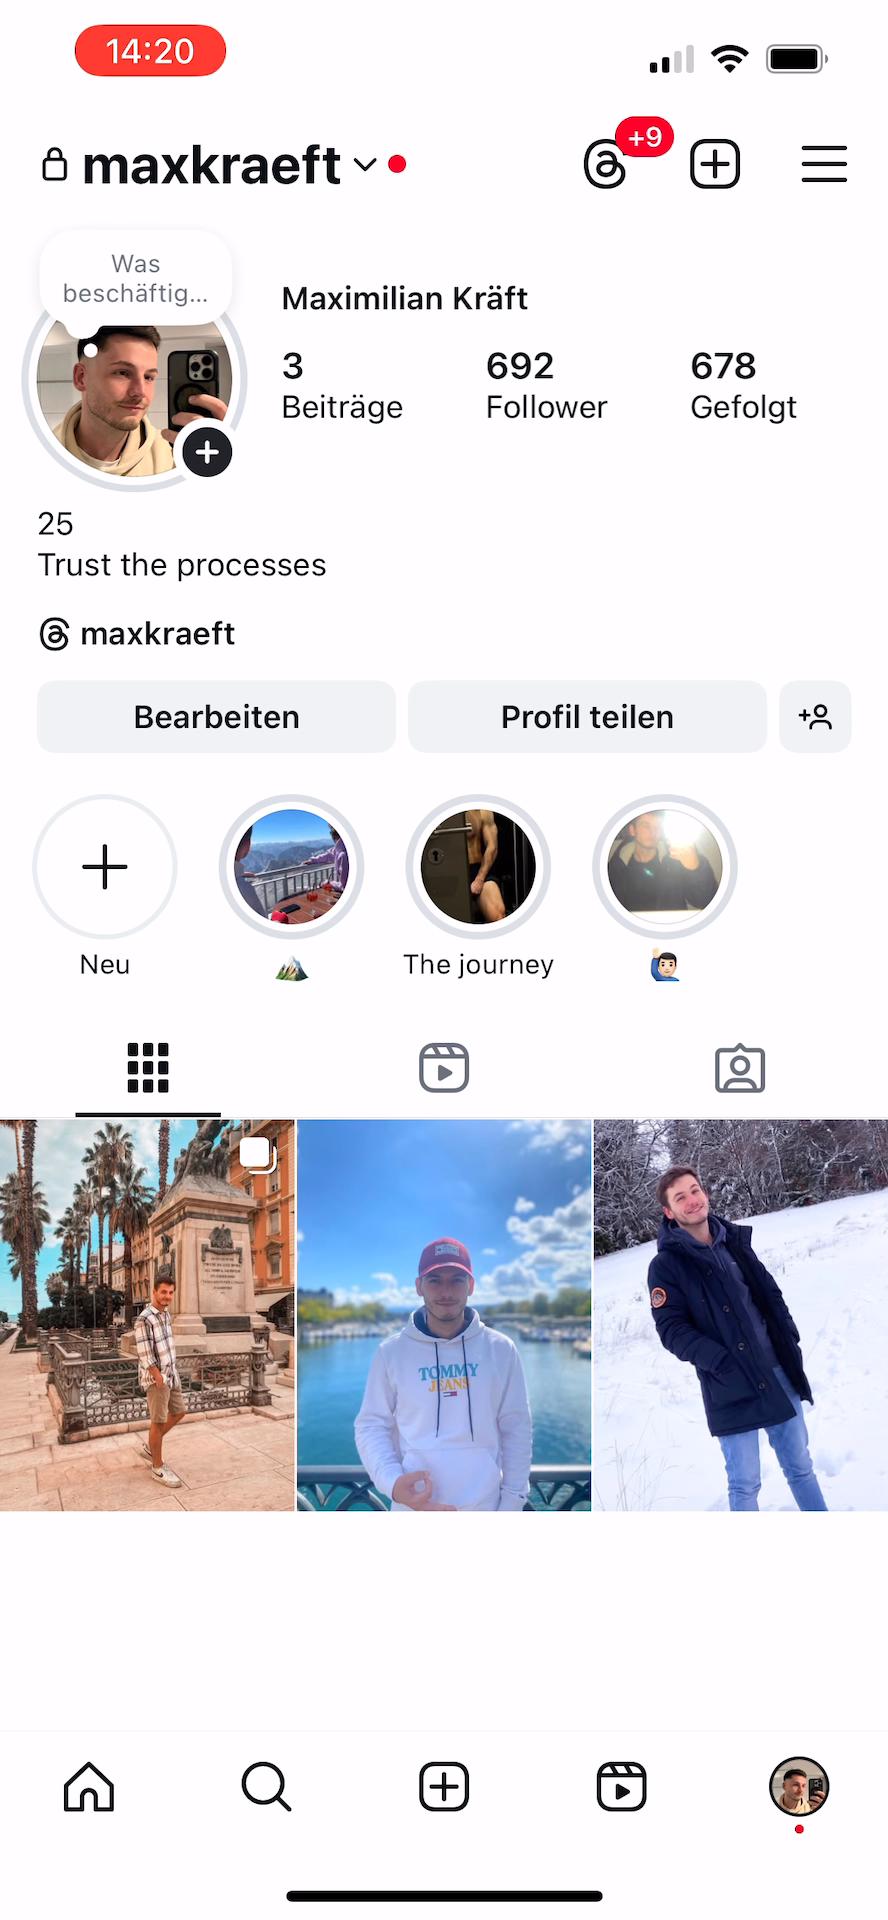 14:20
maxkraeft
+9
Was
beschäftig...
Maximilian Kräft
3
692
678
Beiträge
Follower
Gefolgt
25
Trust the processes
maxkraeft
Bearbeiten
Profil teilen
Neu
The journey
TOMMY
JEANS